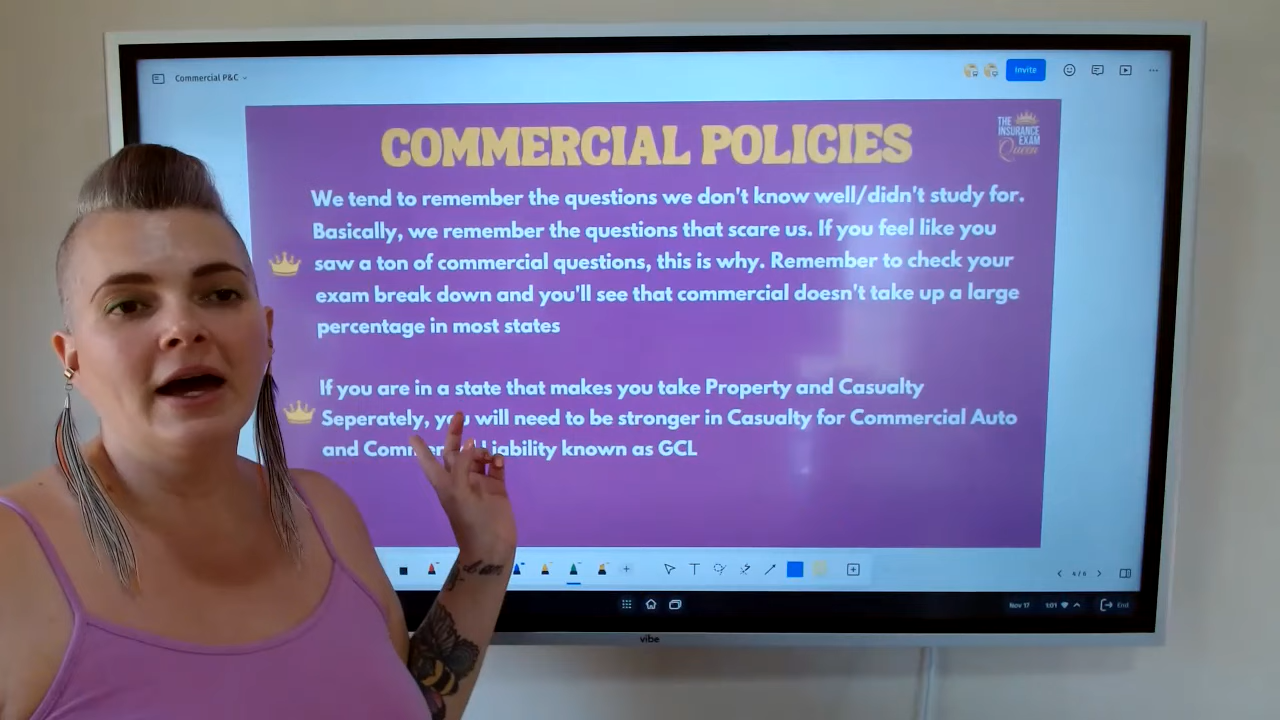 Commercial P&C
Invite
THE
INSURANCE
EXAM
Queen
COMMERCIAL POLICIES
We tend to remember the questions we don't know well/didn't study for.
Basically, we remember the questions that scare us. If you feel like you
saw a ton of commercial questions, this is why. Remember to check your
exam break down and you'll see that commercial doesn't take up a large
percentage in most states
If you are in a state that makes you take Property and Casualty
Seperately, you will need to be stronger in Casualty for Commercial Auto
and Liability known as GCL
Nov 17
1:01
End
vibe